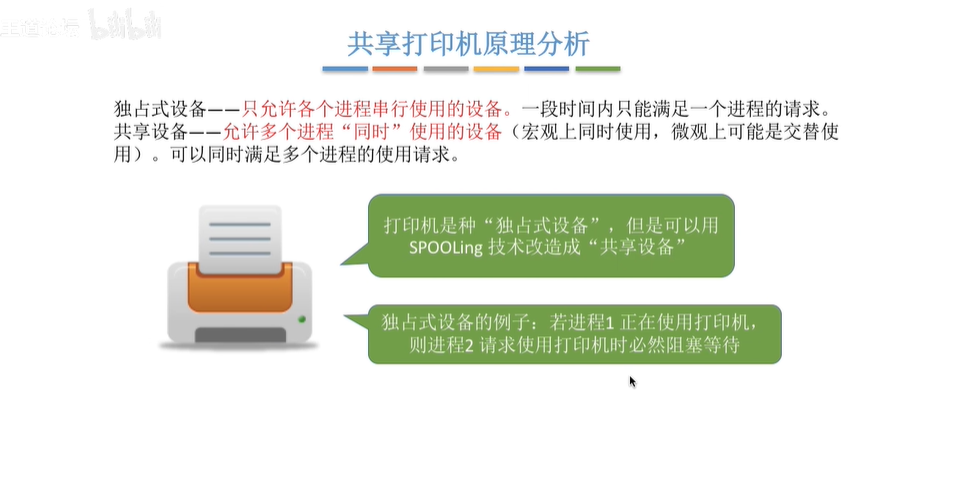 bilibili
共享打印机原理分析
独占式设备——只允许各个进程串行使用的设备。一段时间内只能满足一个进程的请求。
共享设备——允许多个进程“同时”使用的设备（宏观上同时使用，微观上可能是交替使
用）。可以同时满足多个进程的使用请求。
打印机是种“独占式设备”，但是可以用
SPOOLing 技术改造成“共享设备”
独占式设备的例子：若进程1 正在使用打印机，
则进程2 请求使用打印机时必然阻塞等待